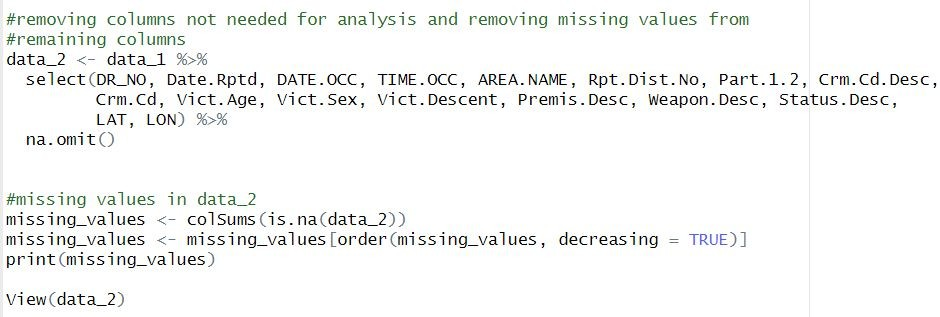 #removing columns not needed for analysis and removing missing values from
#remaining columns
data_2 <- data_1 %>%
  select(DR_NO, Date.Rptd, DATE.OCC, TIME.OCC, AREA.NAME, Rpt.Dist.No, Part.1.2, Crm.Cd.Desc,
         Crm.Cd, Vict.Age, Vict.Sex, Vict.Descent, Premis.Desc, Weapon.Desc, Status.Desc,
         LAT, LON) %>%
  na.omit()
#missing values in data_2
missing_values <- colSums(is.na(data_2))
missing_values <- missing_values[order(missing_values, decreasing = TRUE)]
print(missing_values)
View(data_2)